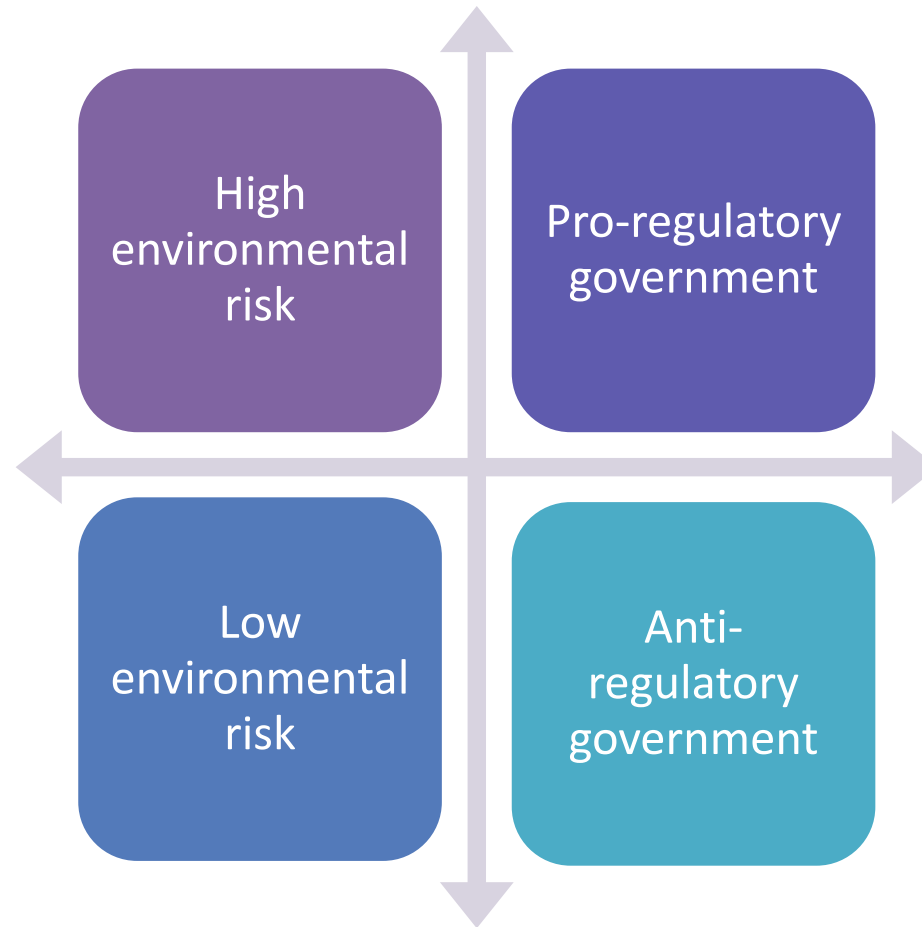 High
environmental
risk
Pro-regulatory
government
Low
environmental
risk
Anti-
regulatory
government